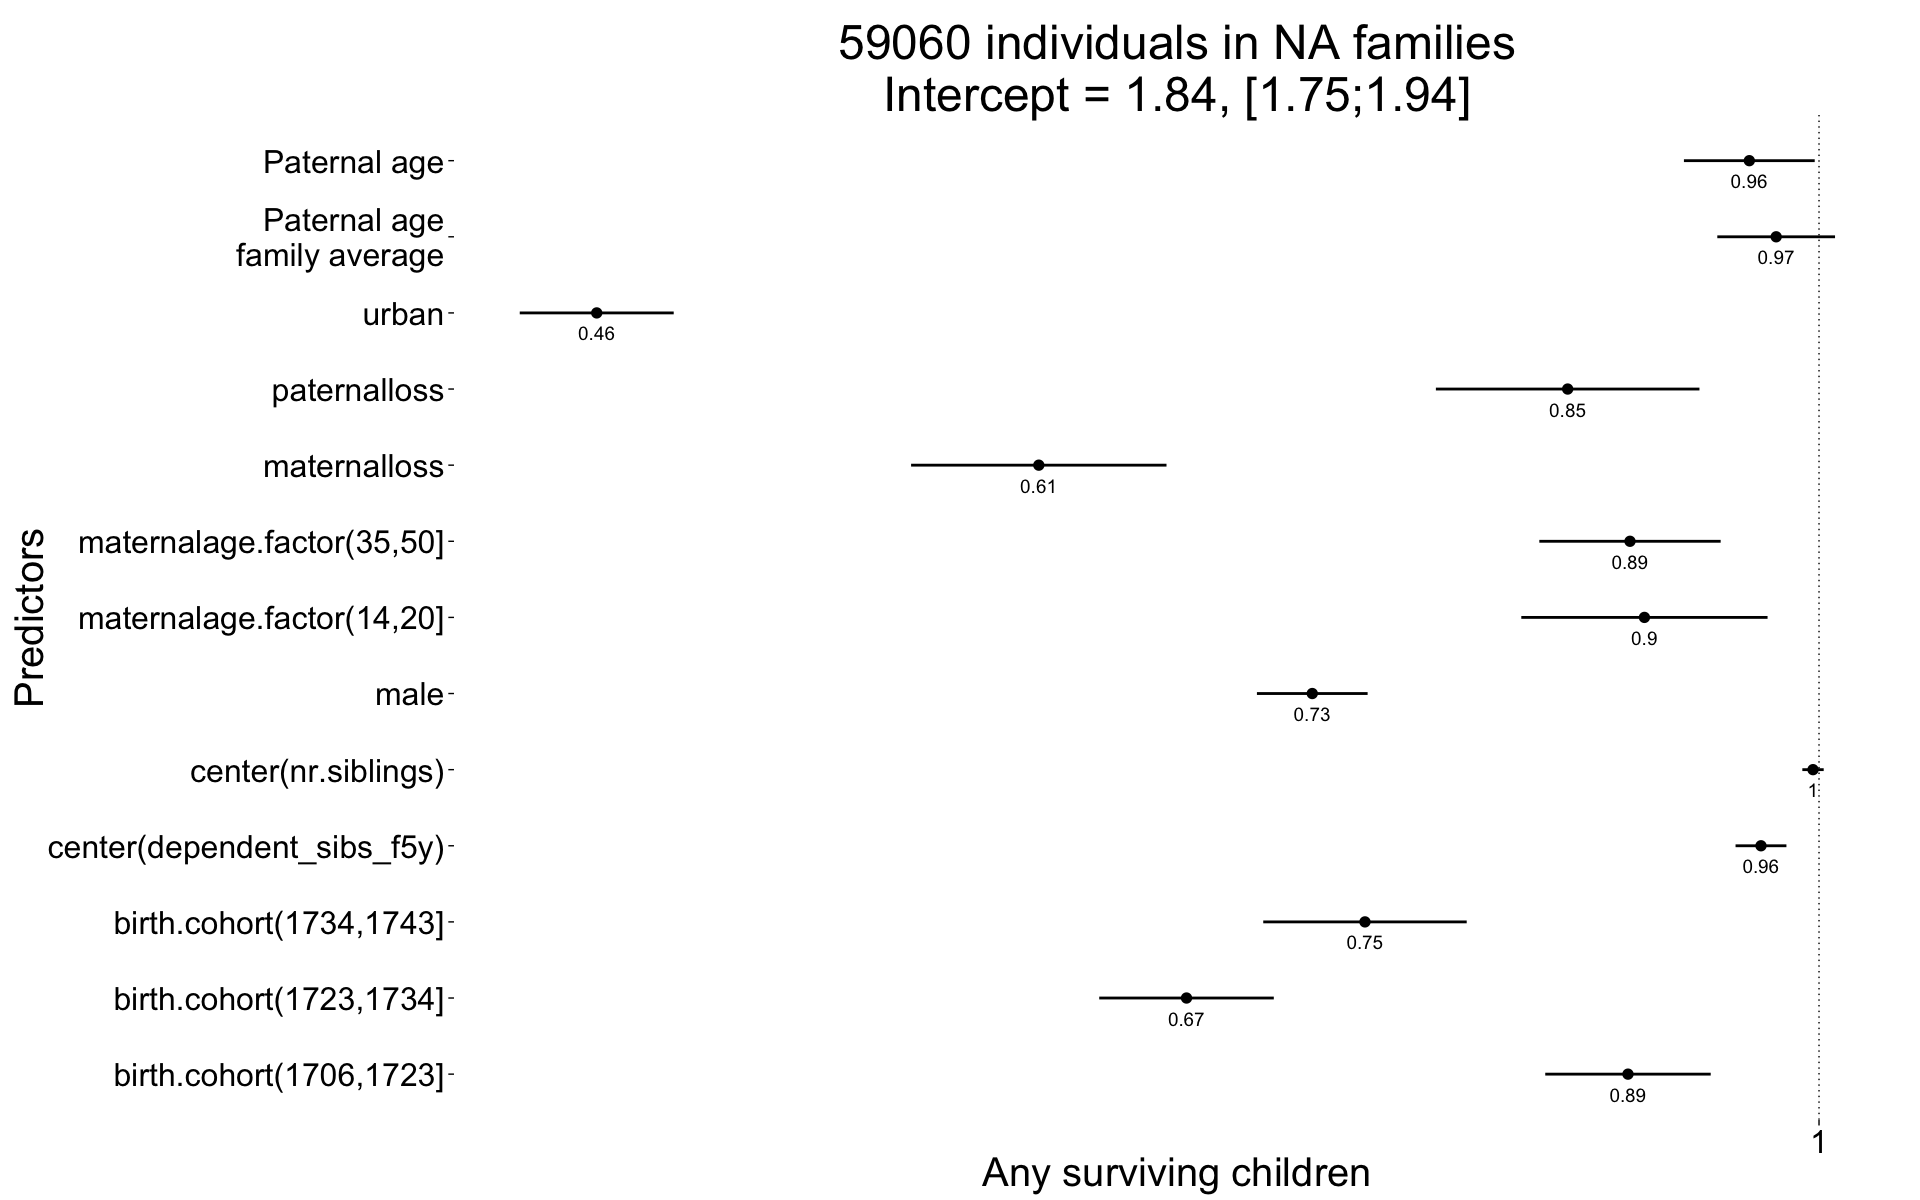 59060 individuals in NA families
Intercept = 1.84, [1.75;1.94]
Paternal age
0.96
Paternal age
family average
0.97
urban
0.46
paternalloss
0.85
maternalloss
0.61
maternalage.factor(35,50]
0.89
maternalage.factor(14,20]
0.9
male
0.73
center(nr.siblings)
1
center(dependent_sibs_f5y)
0.96
birth.cohort(1734,1743]
0.75
birth.cohort(1723,1734]
0.67
birth.cohort(1706,1723]
0.89
Predictors
1
Any surviving children